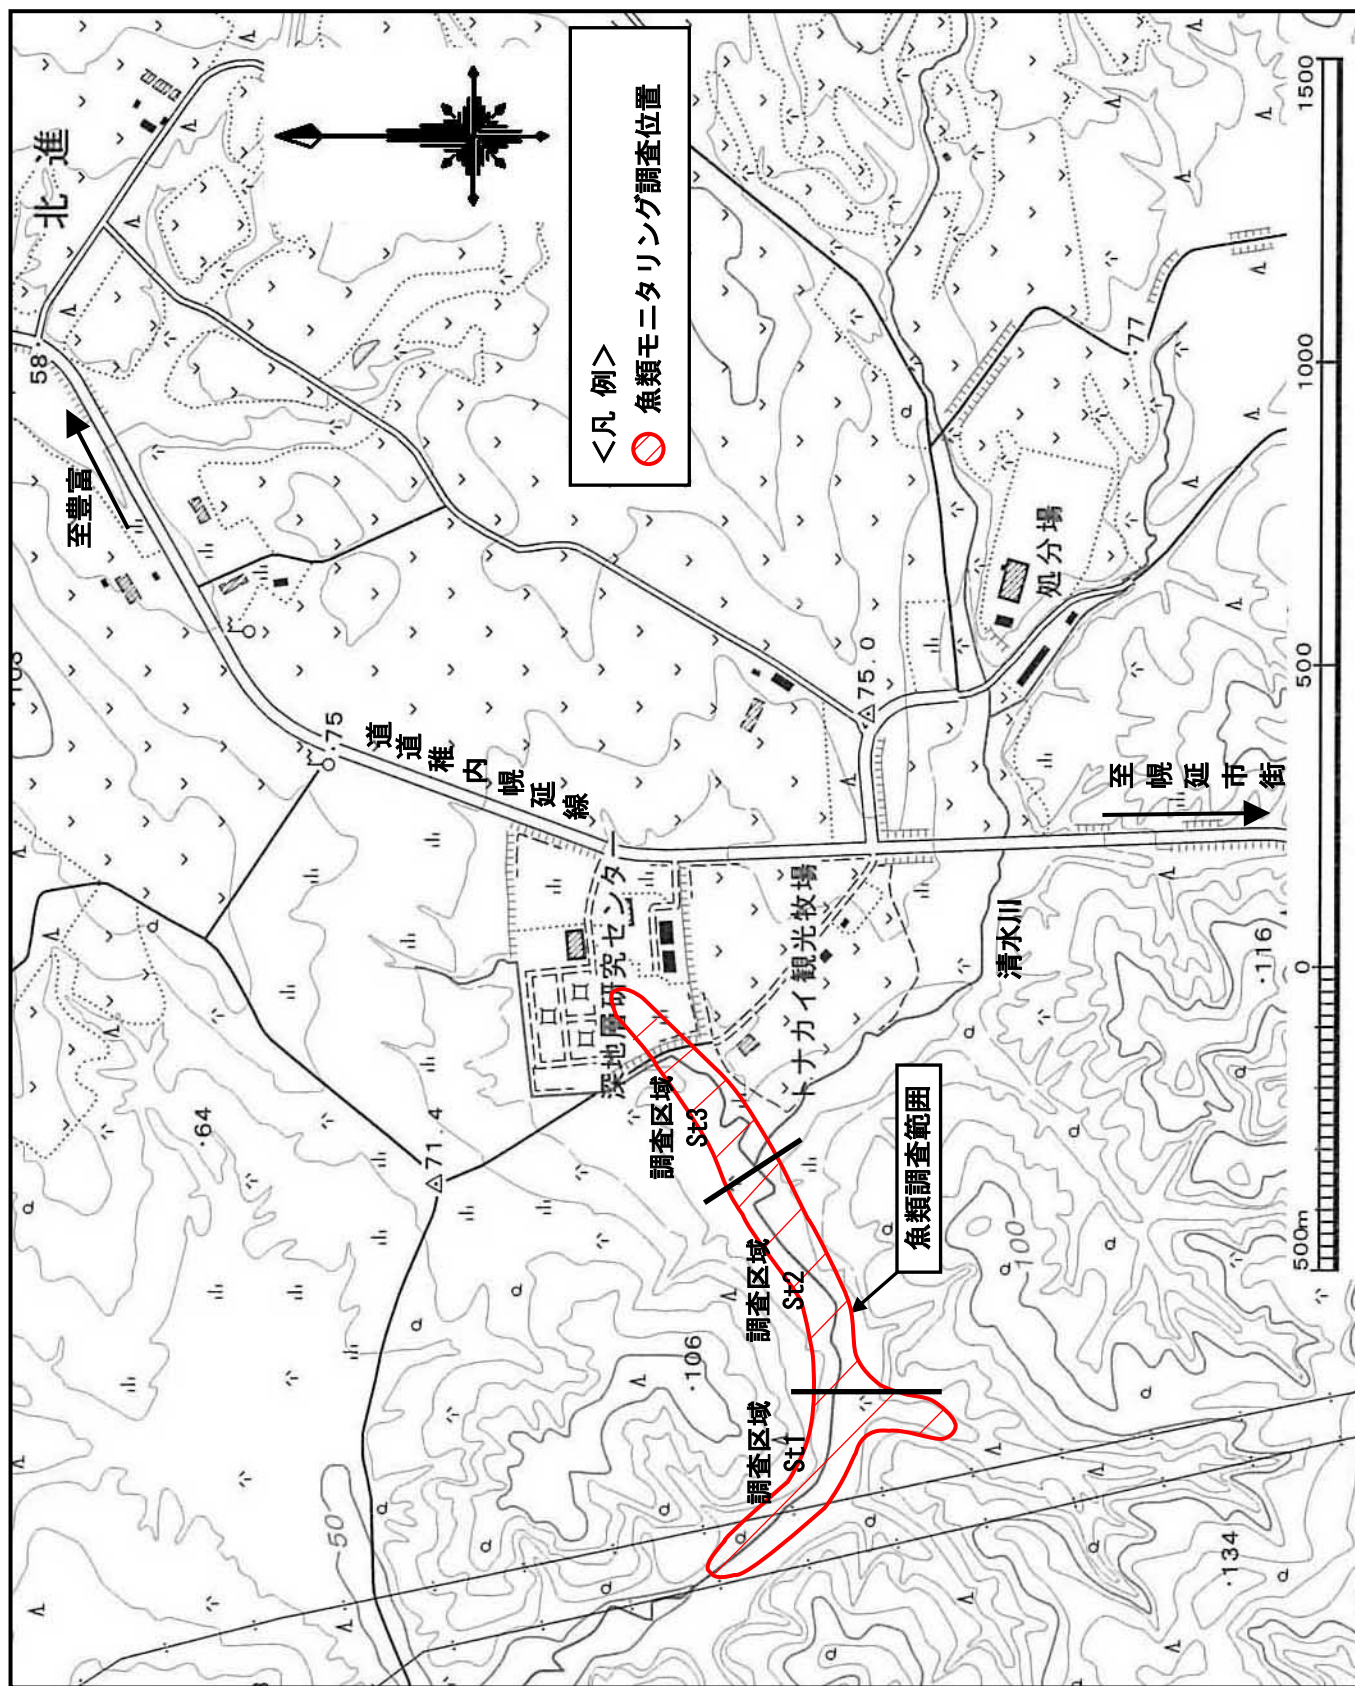 北進
58
至豊富
<凡 例>
魚類モニタリング調査位置
75
道道稚内幌延線
深地層研究センター
トナカイ観光牧場
75.0
処分場
77
至幌延市街
清水川
116
64
71.4
調査区域
St3
調査区域
St2
調査区域
St1
魚類調査範囲
106
100
50
134
500m
0
500
1000
1500